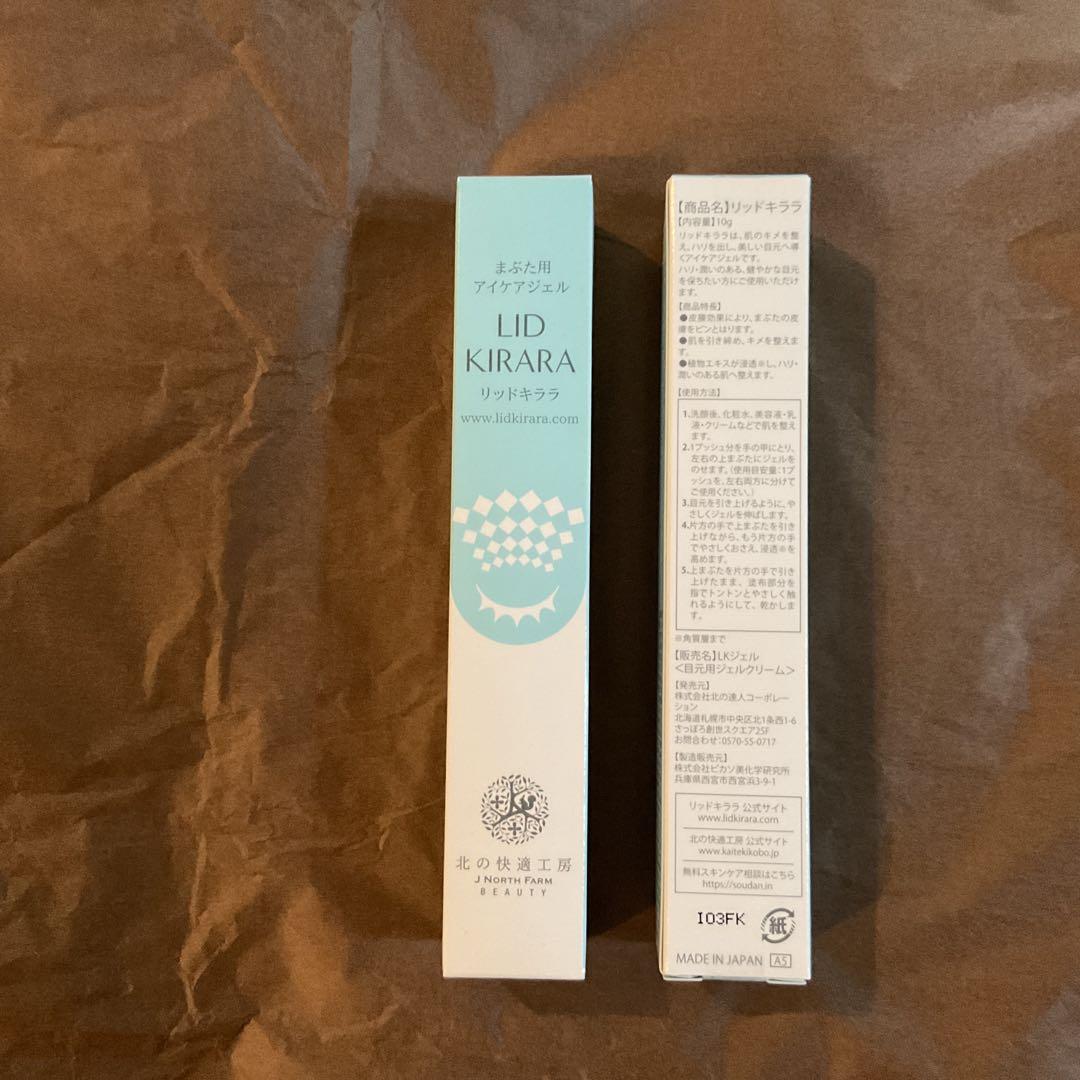 まぶた用
アイケアジェル
LID
KIRARA
リッドキララ
www.lidkirara.com
北の快適工房
J NORTH FARM
BEAUTY
【商品名】リッドキララ
【内容量】10g
リッドキララは、肌のキメを整
え、ハリを出し、美しい目元へ導
くアイケアジェルです。
ハリ・潤いのある、健やかな目元
を保ちたい方にご使用いただけ
ます。
【商品特長】
●皮膜効果により、まぶたの皮
膚をピンとはります。
●肌を引き締め、キメを整えま
す。
●植物エキスが浸透※し、ハリ・
潤いのある肌へ整えます。
【使用方法】
1.洗顔後、化粧水、美容液・乳
液・クリームなどで肌を整え
ます。
2.1プッシュ分を手の甲にとり、
左右の上まぶたにジェルを
のせます。(使用目安量:1プ
ッシュを、左右両方に分けて
ご使用ください。)
3.目元を引き上げるように、や
さしくジェルを伸ばします。
4.片方の手で上まぶたを引き
上げながら、もう片方の手
でやさしくおさえ、浸透※を
高めます。
5.上まぶたを片方の手で引き
上げたまま、塗布部分を
指でトントンとやさしく触
れるようにして、乾かしま
す。
※角質層まで
【販売名】LKジェル
<目元用ジェルクリーム>
【発売元】
株式会社北の達人コーポレー
ション
北海道札幌市中央区北1条西1-6
さっぽろ創世スクエア25F
お問合わせ:0570-55-0717
【製造販売元】
株式会社ピカソ美化学研究所
兵庫県西宮市西宮浜3-9-1
リッドキララ 公式サイト
www.lidkirara.com
北の快適工房 公式サイト
www.kaitekikobo.jp
無料スキンケア相談はこちら
https://soudan.in
IO3FK
紙
MADE IN JAPAN A5